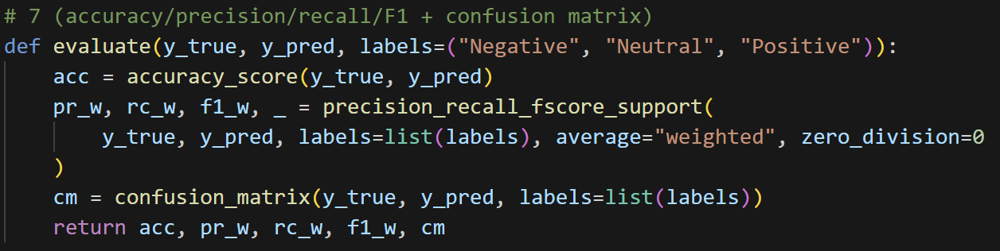 # 7 (accuracy/precision/recall/F1 + confusion matrix)
def evaluate(y_true, y_pred, labels=("Negative", "Neutral", "Positive")):
    acc = accuracy_score(y_true, y_pred)
    pr_w, rc_w, f1_w, _ = precision_recall_fscore_support(
        y_true, y_pred, labels=list(labels), average="weighted", zero_division=0
    )
    cm = confusion_matrix(y_true, y_pred, labels=list(labels))
    return acc, pr_w, rc_w, f1_w, cm